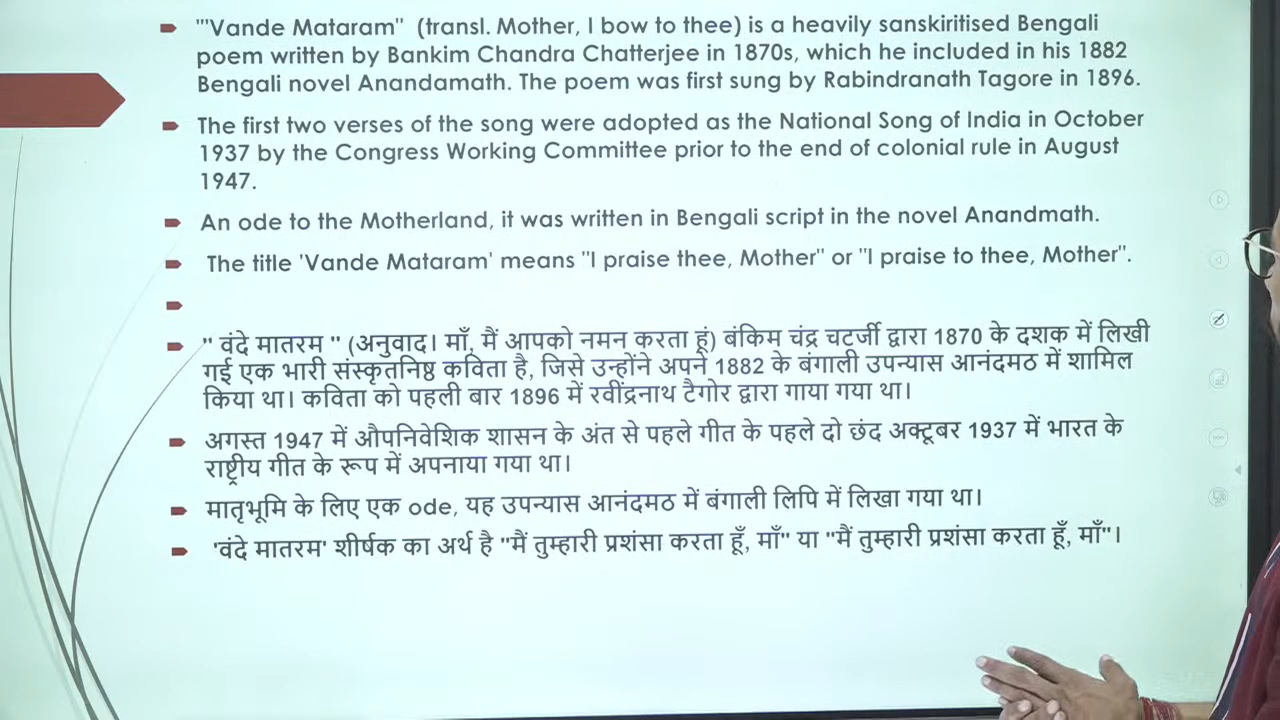 "'Vande Mataram" (transl. Mother, I bow to thee) is a heavily sanskiritised Bengali
poem written by Bankim Chandra Chatterjee in 1870s, which he included in his 1882
Bengali novel Anandamath. The poem was first sung by Rabindranath Tagore in 1896.
The first two verses of the song were adopted as the National Song of India in October
1937 by the Congress Working Committee prior to the end of colonial rule in August
1947.
An ode to the Motherland, it was written in Bengali script in the novel Anandmath.
The title 'Vande Mataram' means "I praise thee, Mother" or "I praise to thee, Mother".
" वंदे मातरम " (अनुवाद। माँ, मैं आपको नमन करता हूं) बंकिम चंद्र चटर्जी द्वारा 1870 के दशक में लिखी
गई एक भारी संस्कृतनिष्ठ कविता है, जिसे उन्होंने अपने 1882 के बंगाली उपन्यास आनंदमठ में शामिल
किया था। कविता को पहली बार 1896 में रवींद्रनाथ टैगोर द्वारा गाया गया था।
अगस्त 1947 में औपनिवेशिक शासन के अंत से पहले गीत के पहले दो छंद अक्टूबर 1937 में भारत के
राष्ट्रीय गीत के रूप में अपनाया गया था।
मातृभूमि के लिए एक ode, यह उपन्यास आनंदमठ में बंगाली लिपि में लिखा गया था।
'वंदे मातरम' शीर्षक का अर्थ है "मैं तुम्हारी प्रशंसा करता हूँ, माँ" या "मैं तुम्हारी प्रशंसा करता हूँ, माँ"।